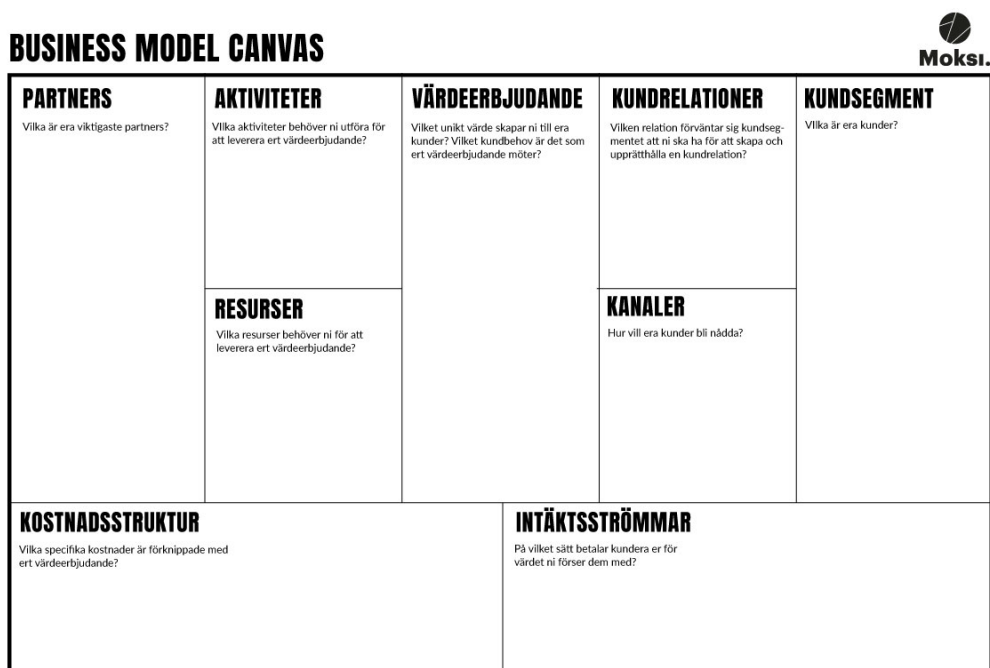 BUSINESS MODEL CANVAS
Moksı.
PARTNERS
Vilka är era viktigaste partners?
AKTIVITETER
VIlka aktiviteter behöver ni utföra för
att leverera ert värdeerbjudande?
RESURSER
Vilka resurser behöver ni för att
leverera ert värdeerbjudande?
VÄRDEERBJUDANDE
Vilket unikt värde skapar ni till era
kunder? Vilket kundbehov är det som
ert värdeerbjudande möter?
KUNDRELATIONER
Vilken relation förväntar sig kundseg-
mentet att ni ska ha för att skapa och
upprätthålla en kundrelation?
KANALER
Hur vill era kunder bli nådda?
KUNDSEGMENT
VIlka är era kunder?
KOSTNADSSTRUKTUR
Vilka specifika kostnader är förknippade med
ert värdeerbjudande?
INTÄKTSSTRÖMMAR
På vilket sätt betalar kundera er för
värdet ni förser dem med?